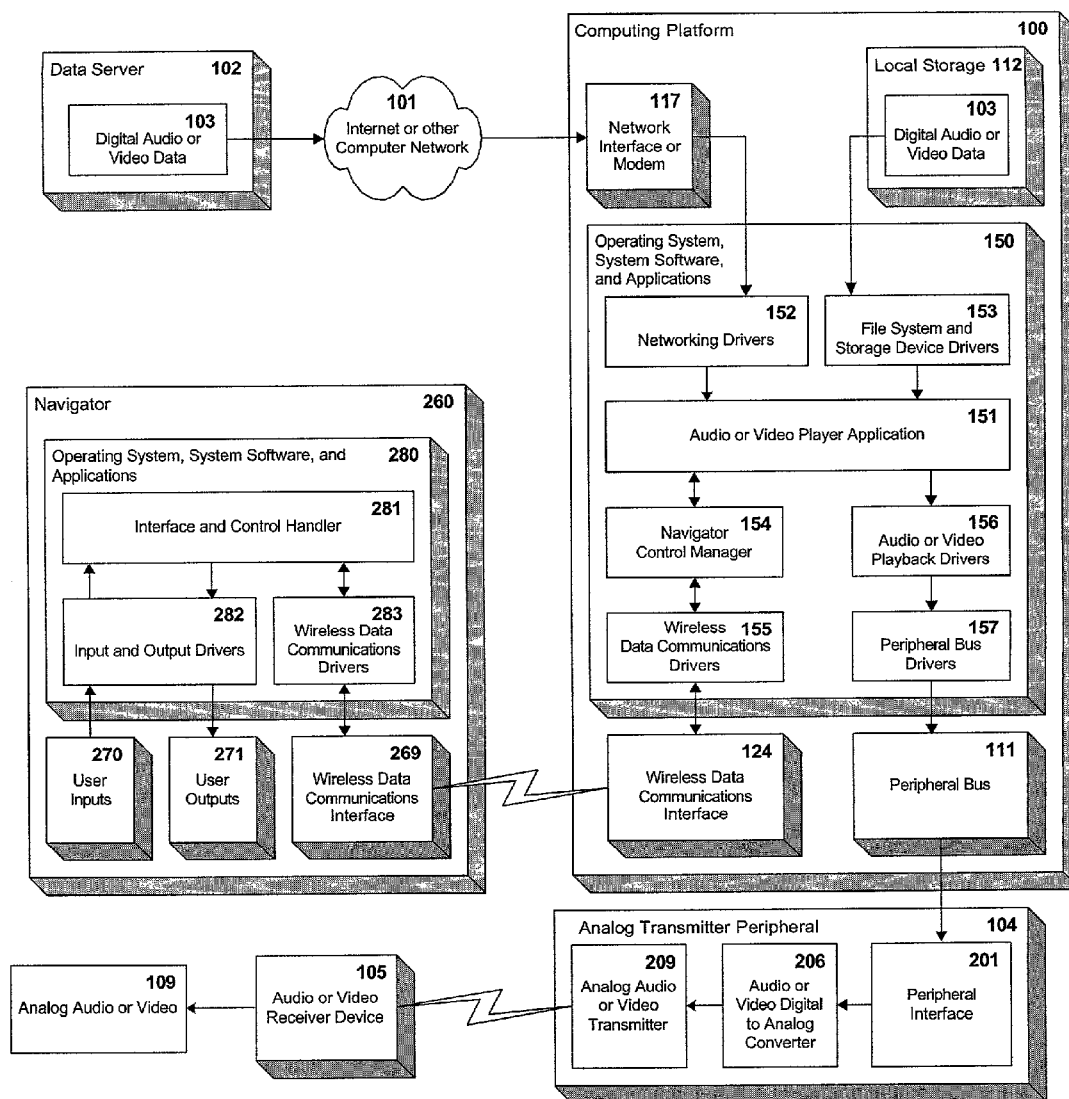 Computing Platform 100
Data Server 102
103
Digital Audio or
Video Data
101
Internet or other
Computer Network
117
Network
Interface or
Modem
Local Storage 112
103
Digital Audio or
Video Data
Operating System,
System Software,
and Applications
150
152
Networking Drivers
153
File System and
Storage Device Drivers
151
Audio or Video Player Application
154
Navigator
Control Manager
156
Audio or Video
Playback Drivers
155
Wireless
Data Communications
Drivers
157
Peripheral Bus
Drivers
124
Wireless Data
Communications
Interface
111
Peripheral Bus
Navigator 260
Operating System, System Software, and
Applications
280
281
Interface and Control Handler
282
Input and Output Drivers
283
Wireless Data
Communications
Drivers
270
User
Inputs
271
User
Outputs
269
Wireless Data
Communications
Interface
Analog Transmitter Peripheral 104
109
Analog Audio or Video
105
Audio or Video
Receiver Device
209
Analog Audio
or Video
Transmitter
206
Audio or
Video Digital
to Analog
Converter
201
Peripheral
Interface